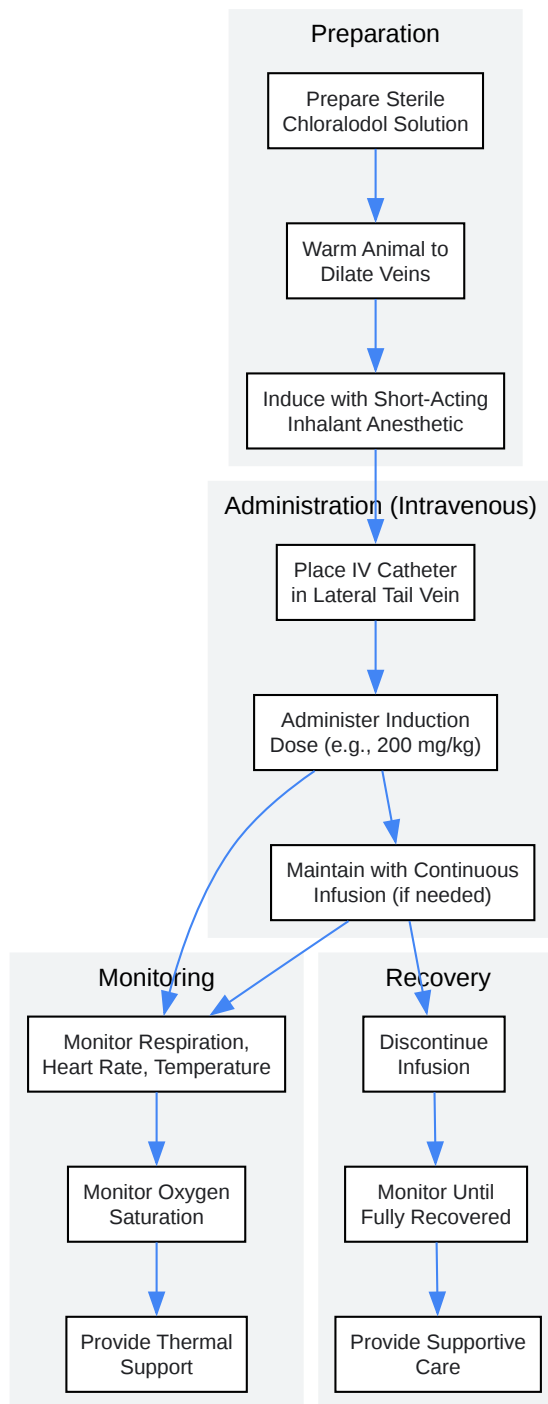 Preparation
Prepare Sterile
Chloralodol Solution
Warm Animal to
Dilate Veins
Induce with Short-Acting
Inhalant Anesthetic
Administration (Intravenous)
Place IV Catheter
in Lateral Tail Vein
Administer Induction
Dose (e.g., 200 mg/kg)
Maintain with Continuous
Infusion (if needed)
Monitoring
Monitor Respiration,
Heart Rate, Temperature
Monitor Oxygen
Saturation
Provide Thermal
Support
Recovery
Discontinue
Infusion
Monitor Until
Fully Recovered
Provide Supportive
Care